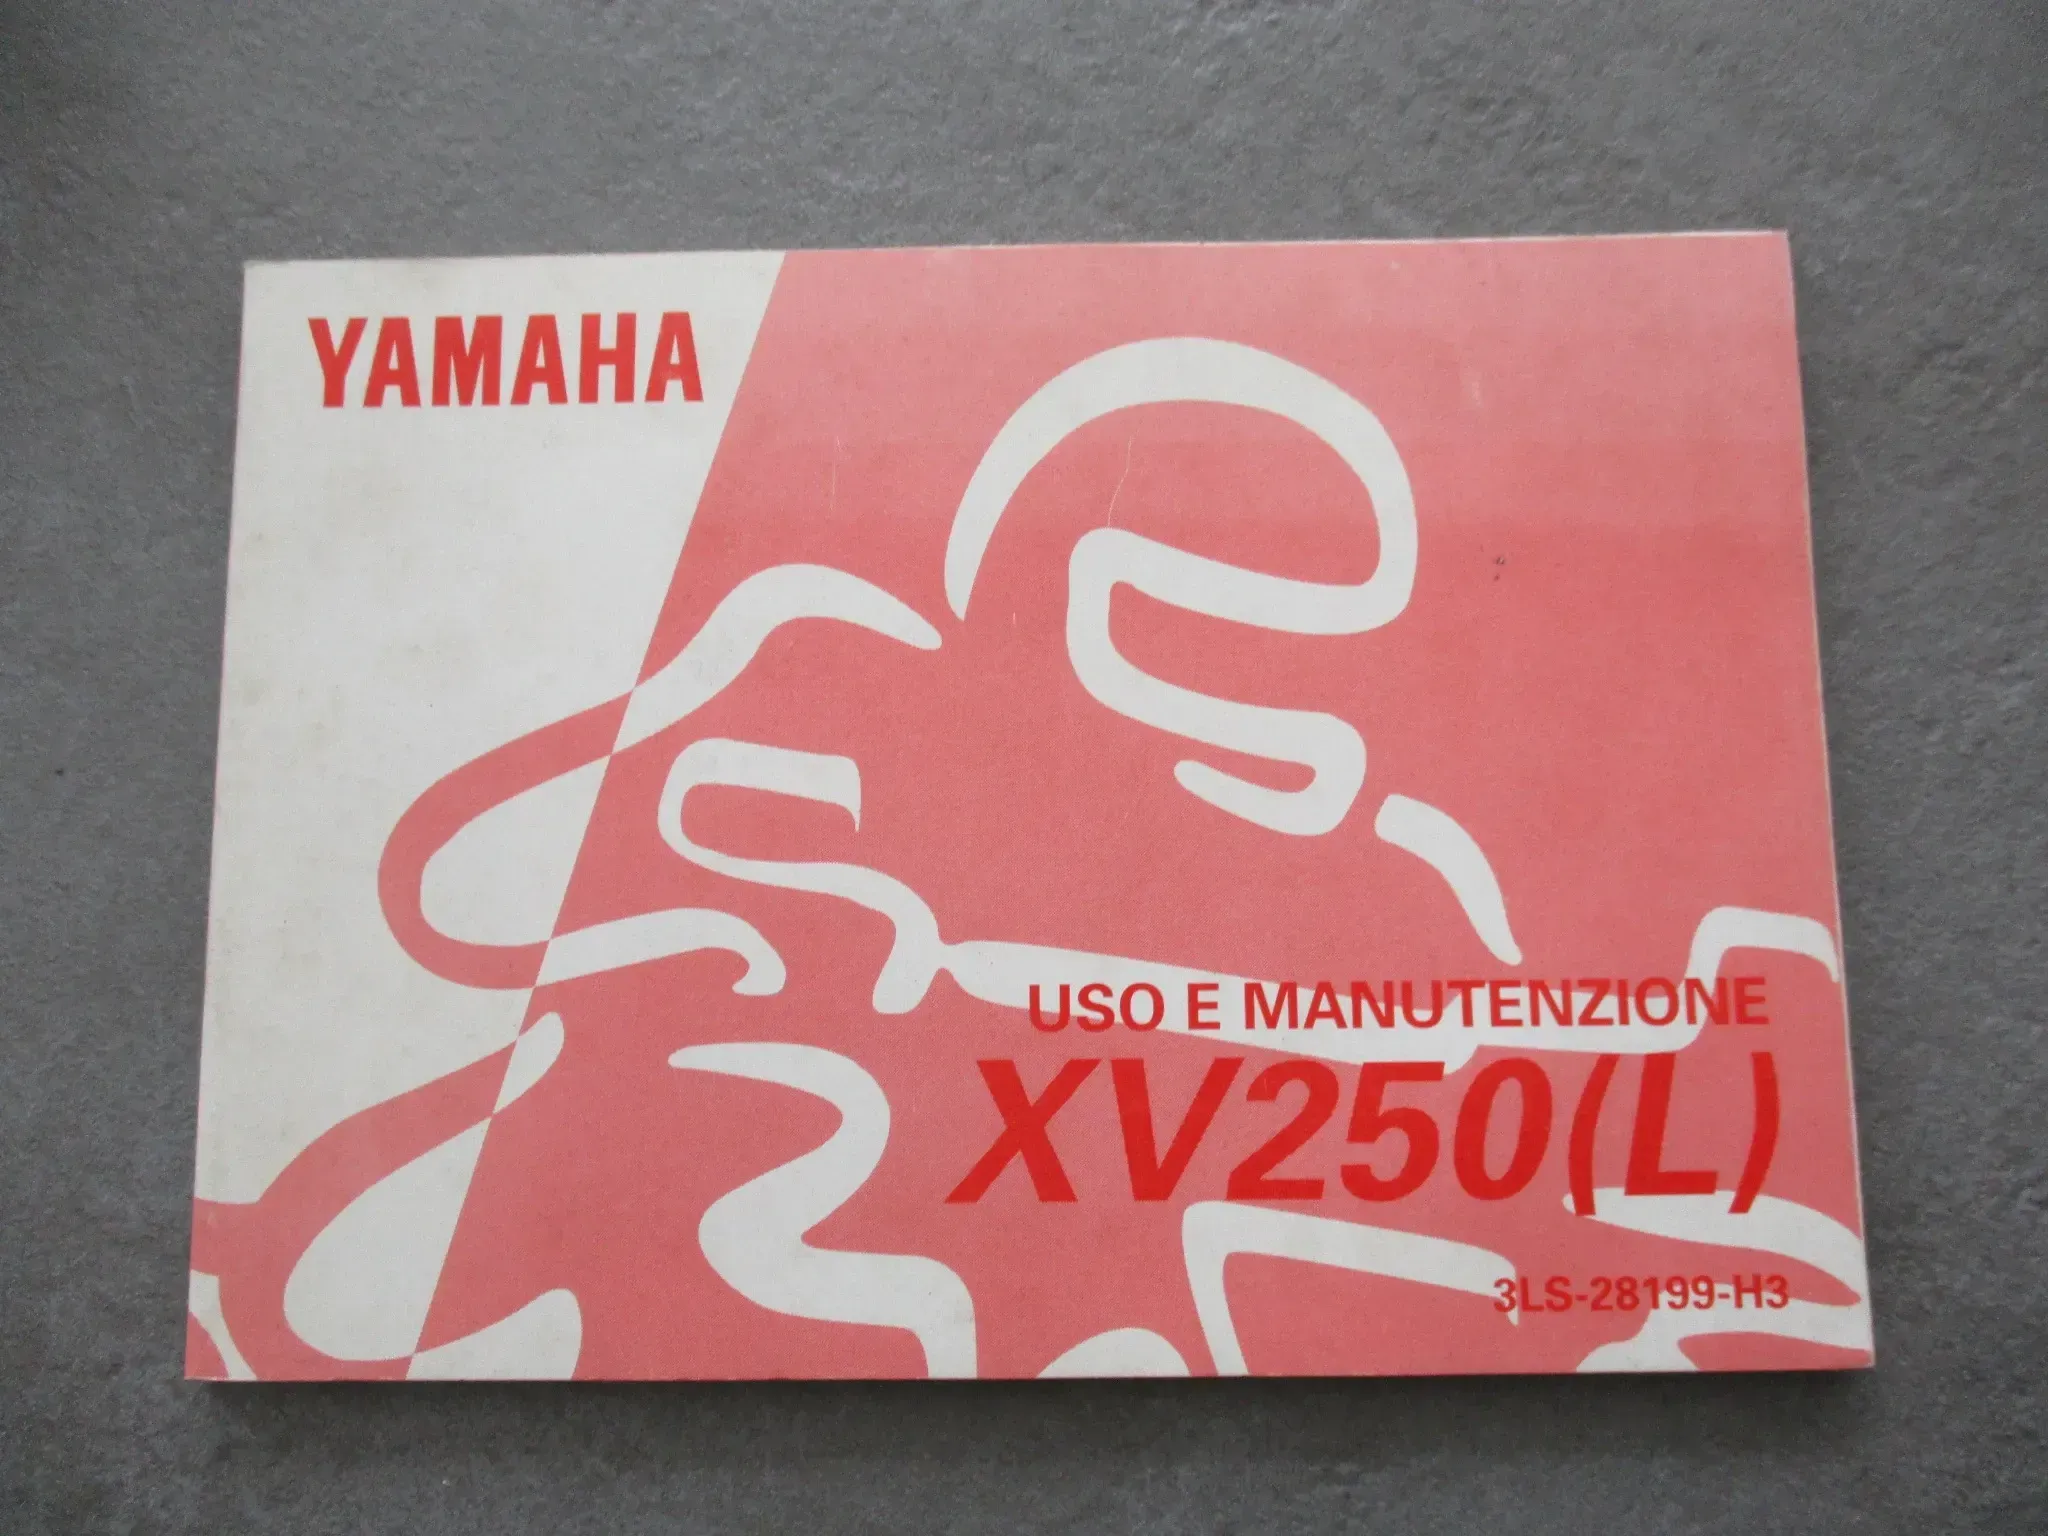 YAMAHA
USO E MANUTENZIONE
XV250(L)
3LS-28199-H3